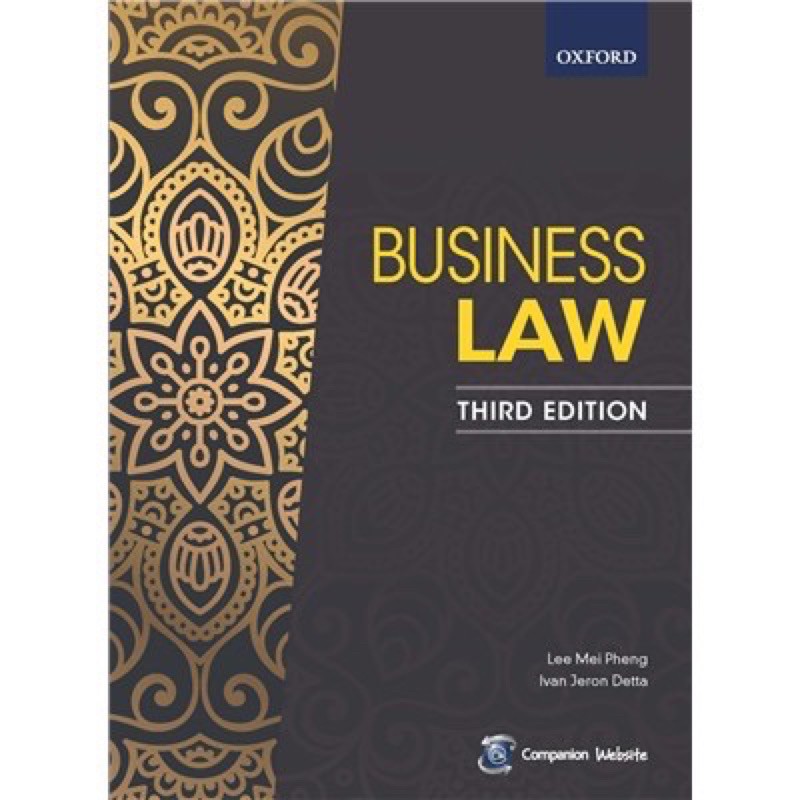 OXFORD
BUSINESS
LAW
THIRD EDITION
Lee Mei Pheng
Ivan Jeron Detta
Companion Website